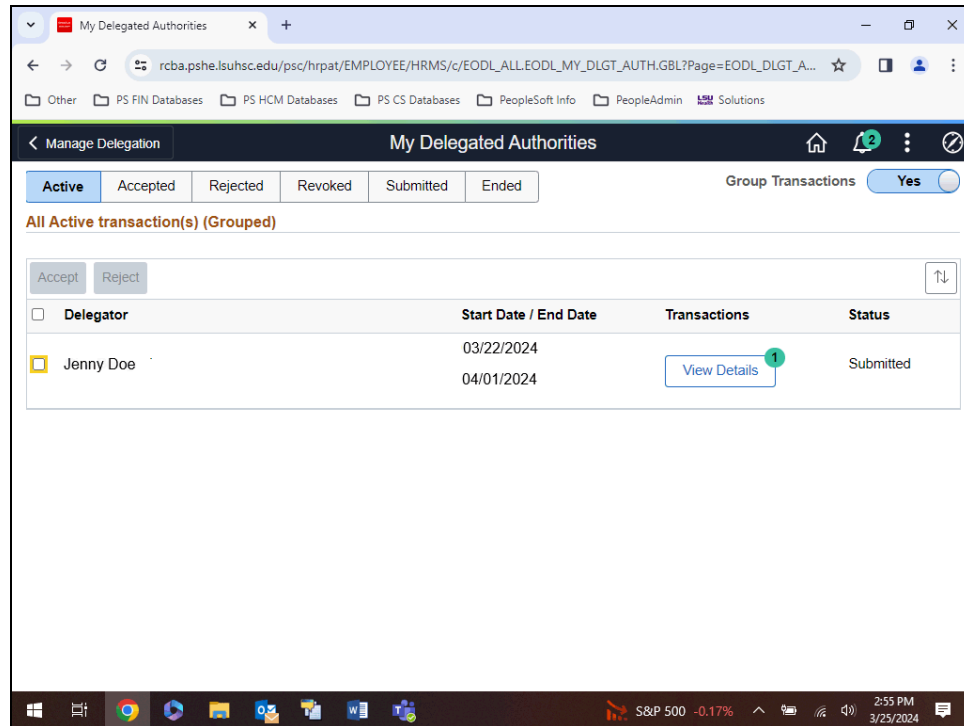 My Delegated Authorities
rcba.pshe.lsuhsc.edu/psc/hrpat/EMPLOYEE/HRMS/c/EODL_ALL.EODL_MY_DLGT_AUTH.GBL?Page=EODL_DLGT_A...
Other PS FIN Databases PS HCM Databases PS CS Databases PeopleSoft Info PeopleAdmin LSU Health Solutions
Manage Delegation My Delegated Authorities 2
Active Accepted Rejected Revoked Submitted Ended Group Transactions Yes
All Active transaction(s) (Grouped)
Accept Reject
Delegator Start Date / End Date Transactions Status
Jenny Doe 03/22/2024 View Details 1 Submitted
04/01/2024
S&P 500 -0.17% 2:55 PM
3/25/2024